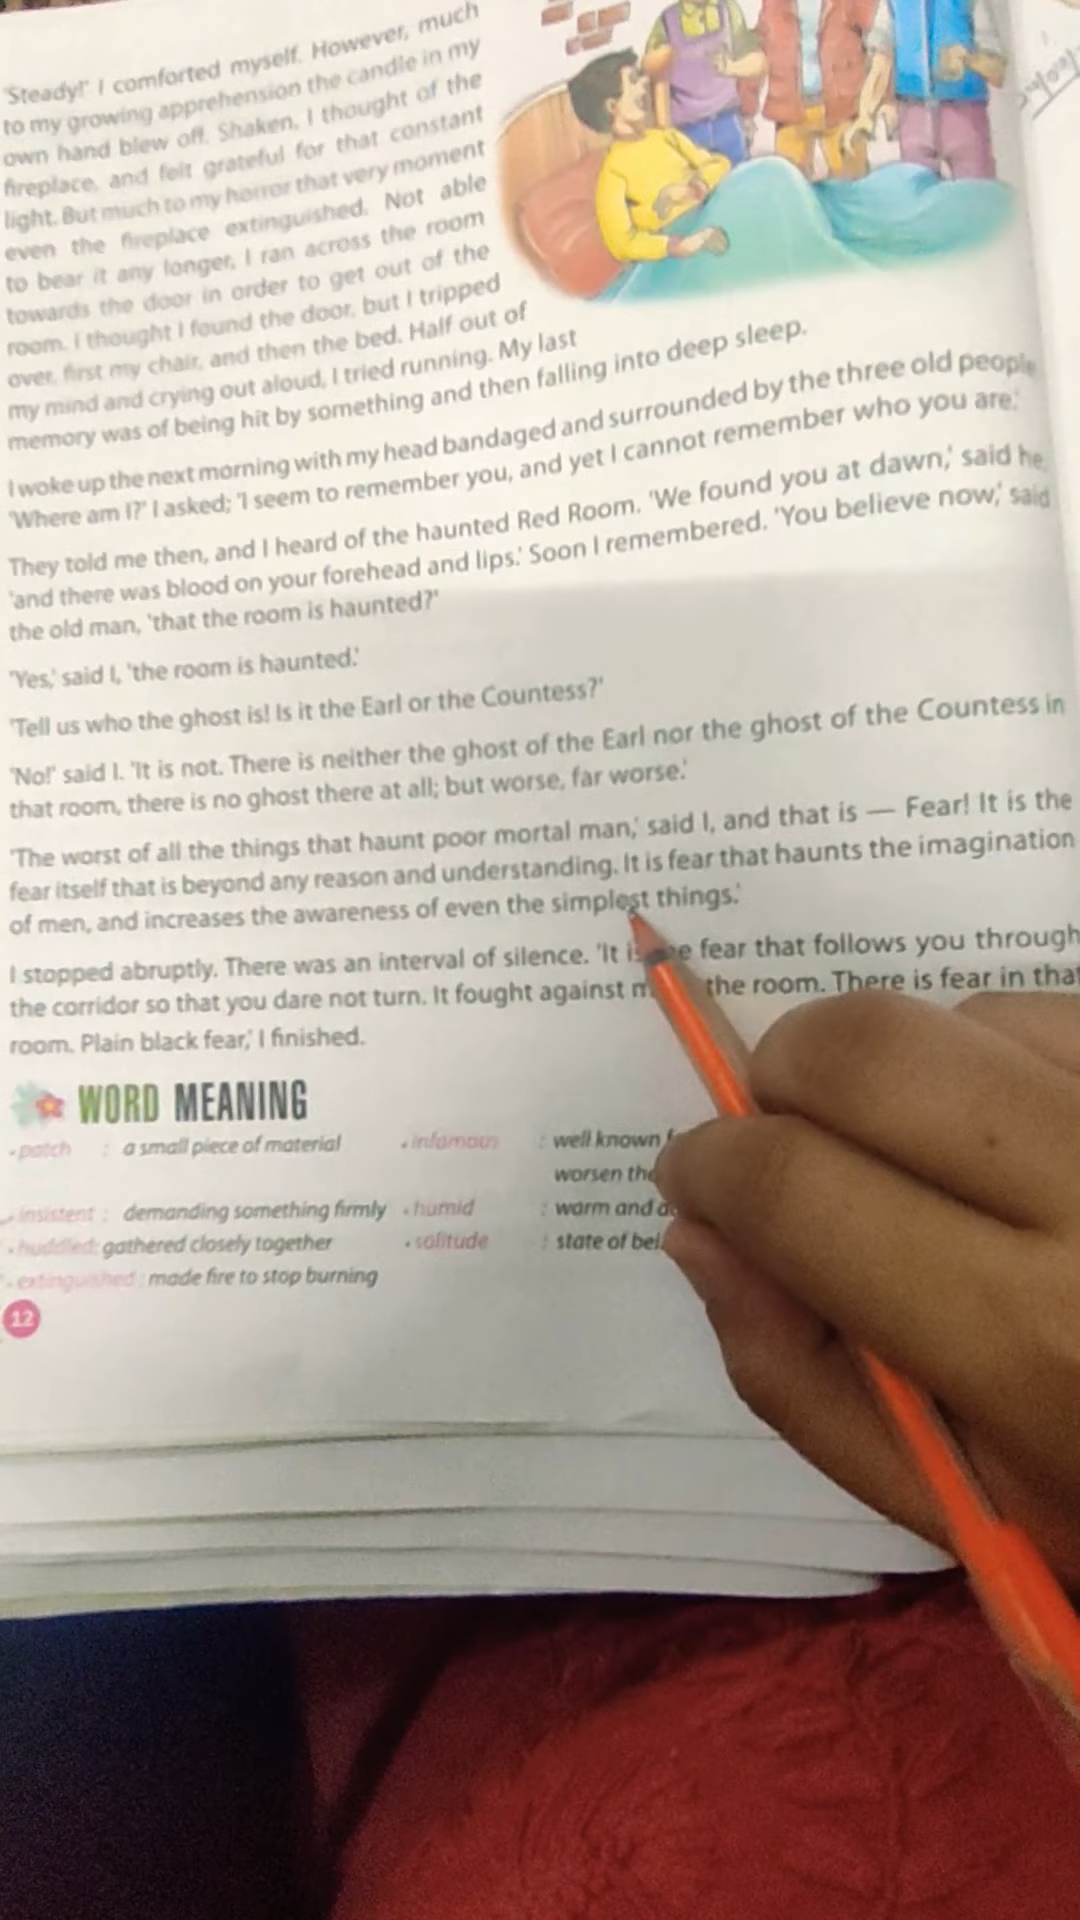 'Steady!' I comforted myself. However, much
to my growing apprehension the candle in my
own hand blew off. Shaken, I thought of the
fireplace, and felt grateful for that constant
light. But much to my horror that very moment
even the fireplace extinguished. Not able
to bear it any longer, I ran across the room
towards the door in order to get out of the
room. I thought I found the door, but I tripped
over, first my chair, and then the bed. Half out of
my mind and crying out aloud, I tried running. My last
memory was of being hit by something and then falling into deep sleep.
I woke up the next morning with my head bandaged and surrounded by the three old people
'Where am I?' I asked; 'I seem to remember you, and yet I cannot remember who you are.'
They told me then, and I heard of the haunted Red Room. 'We found you at dawn,' said he,
'and there was blood on your forehead and lips.' Soon I remembered. 'You believe now,' said
the old man, 'that the room is haunted?'
'Yes,' said I, 'the room is haunted.'
'Tell us who the ghost is! Is it the Earl or the Countess?'
'No!' said I. 'It is not. There is neither the ghost of the Earl nor the ghost of the Countess in
that room, there is no ghost there at all; but worse, far worse.'
'The worst of all the things that haunt poor mortal man,' said I, and that is — Fear! It is the
fear itself that is beyond any reason and understanding. It is fear that haunts the imagination
of men, and increases the awareness of even the simplest things.'
I stopped abruptly. There was an interval of silence. 'It is fear that follows you through
the corridor so that you dare not turn. It fought against the room. There is fear in that
room. Plain black fear,' I finished.
WORD MEANING
• patch : a small piece of material • infamous : well known
worsen
• insistent : demanding something firmly • humid : warm and
• huddled: gathered closely together • solitude : state of
• extinguished : made fire to stop burning
12